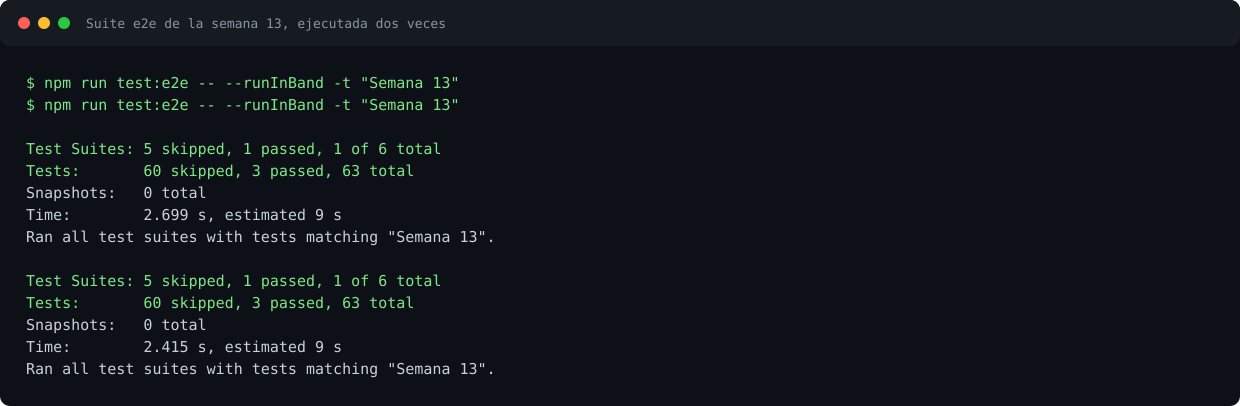 Suite e2e de la semana 13, ejecutada dos veces
$ npm run test:e2e -- --runInBand -t "Semana 13"
$ npm run test:e2e -- --runInBand -t "Semana 13"
Test Suites: 5 skipped, 1 passed, 1 of 6 total
Tests:       60 skipped, 3 passed, 63 total
Snapshots:   0 total
Time:        2.699 s, estimated 9 s
Ran all test suites with tests matching "Semana 13".
Test Suites: 5 skipped, 1 passed, 1 of 6 total
Tests:       60 skipped, 3 passed, 63 total
Snapshots:   0 total
Time:        2.415 s, estimated 9 s
Ran all test suites with tests matching "Semana 13".